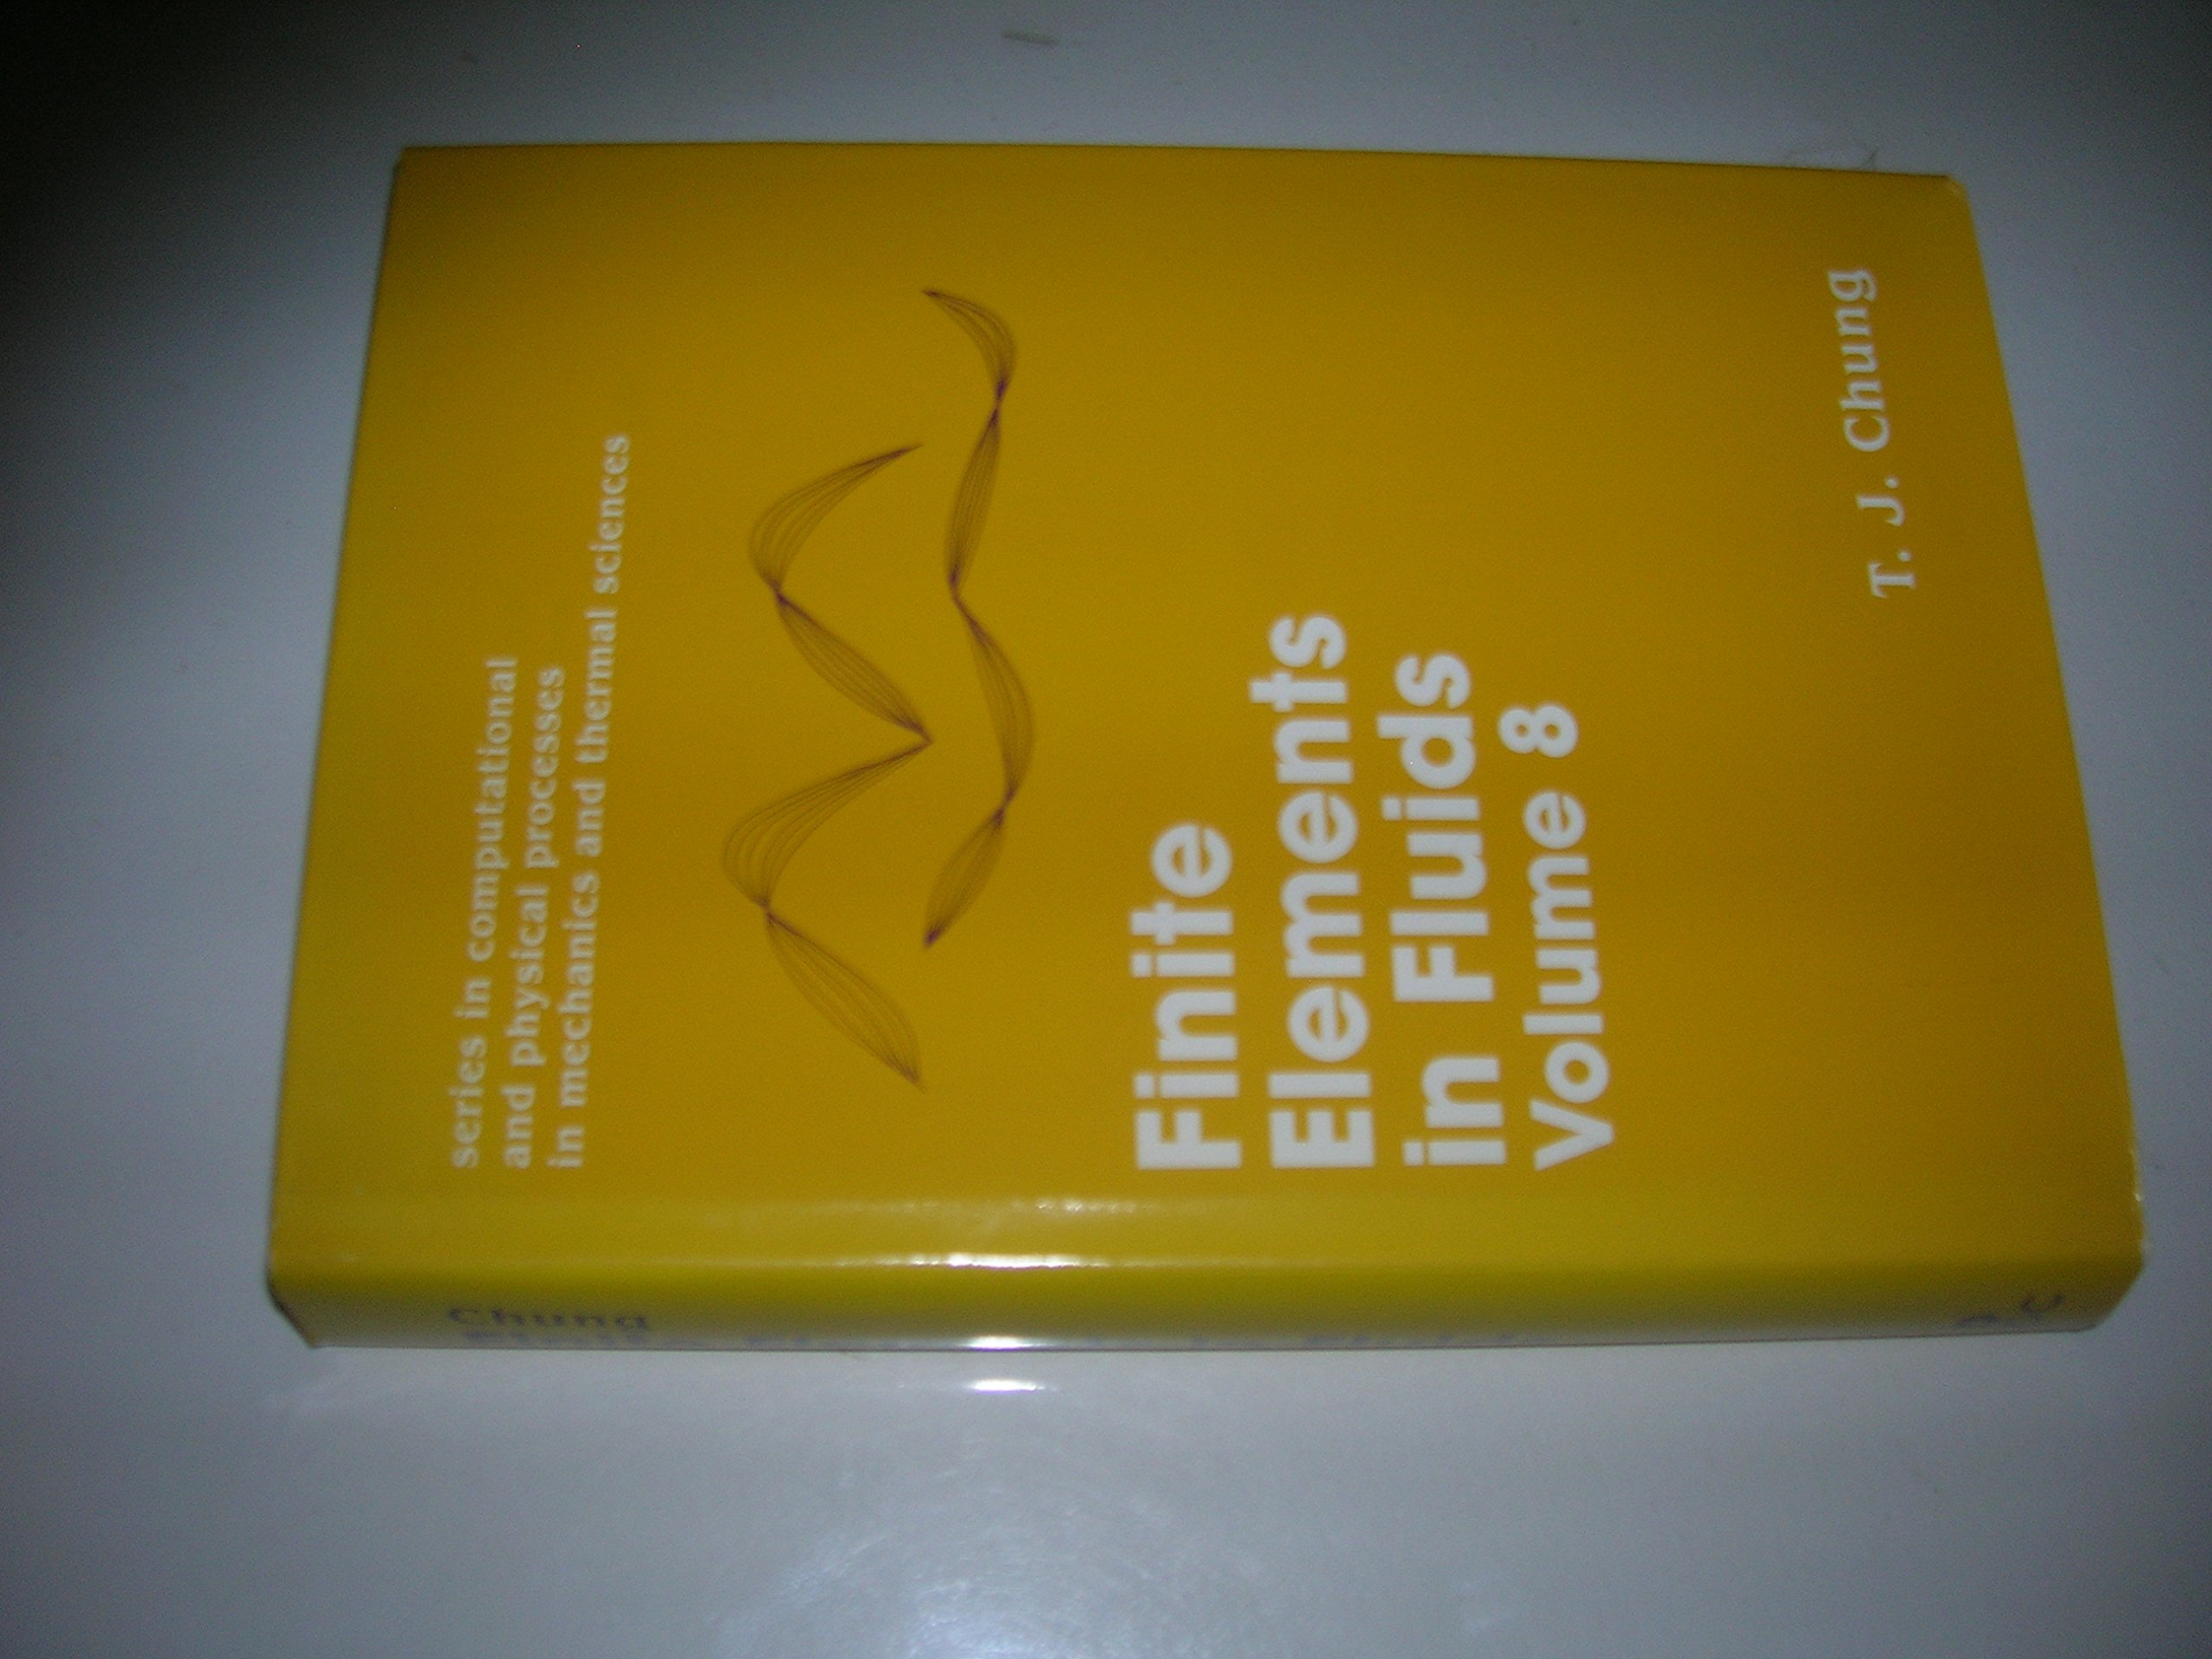 series in computational
and physical processes
in mechanics and thermal sciences
Finite
Elements
in Fluids
Volume 8
T. J. Chung
Chung